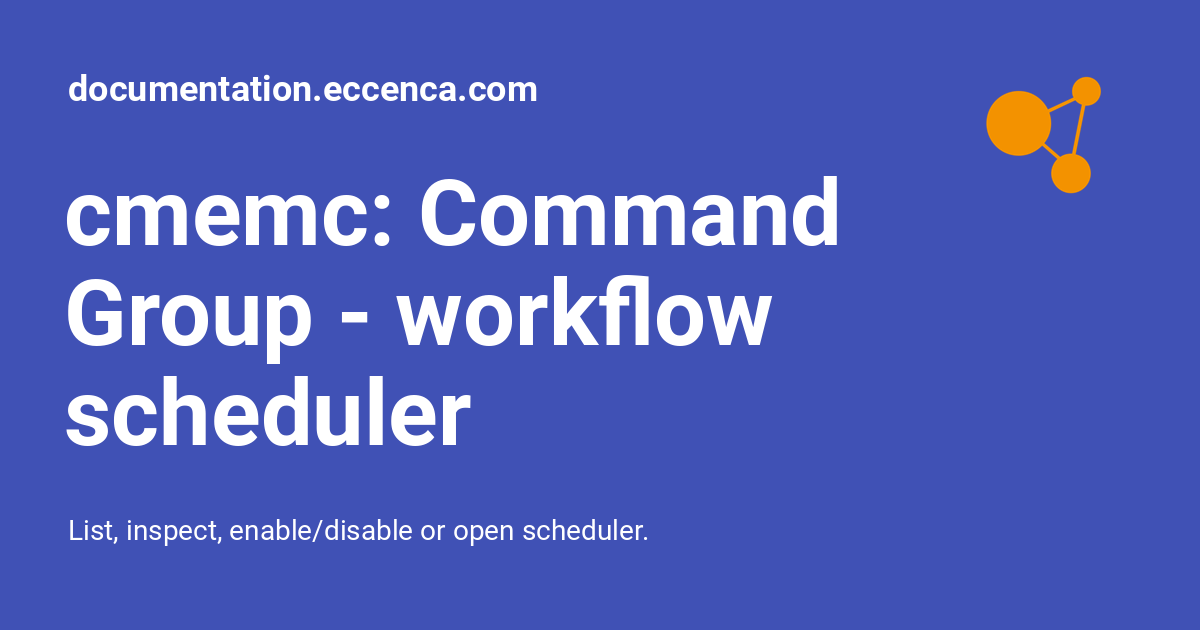 documentation.eccenca.com
cmemc: Command
Group - workflow
scheduler
List, inspect, enable/disable or open scheduler.